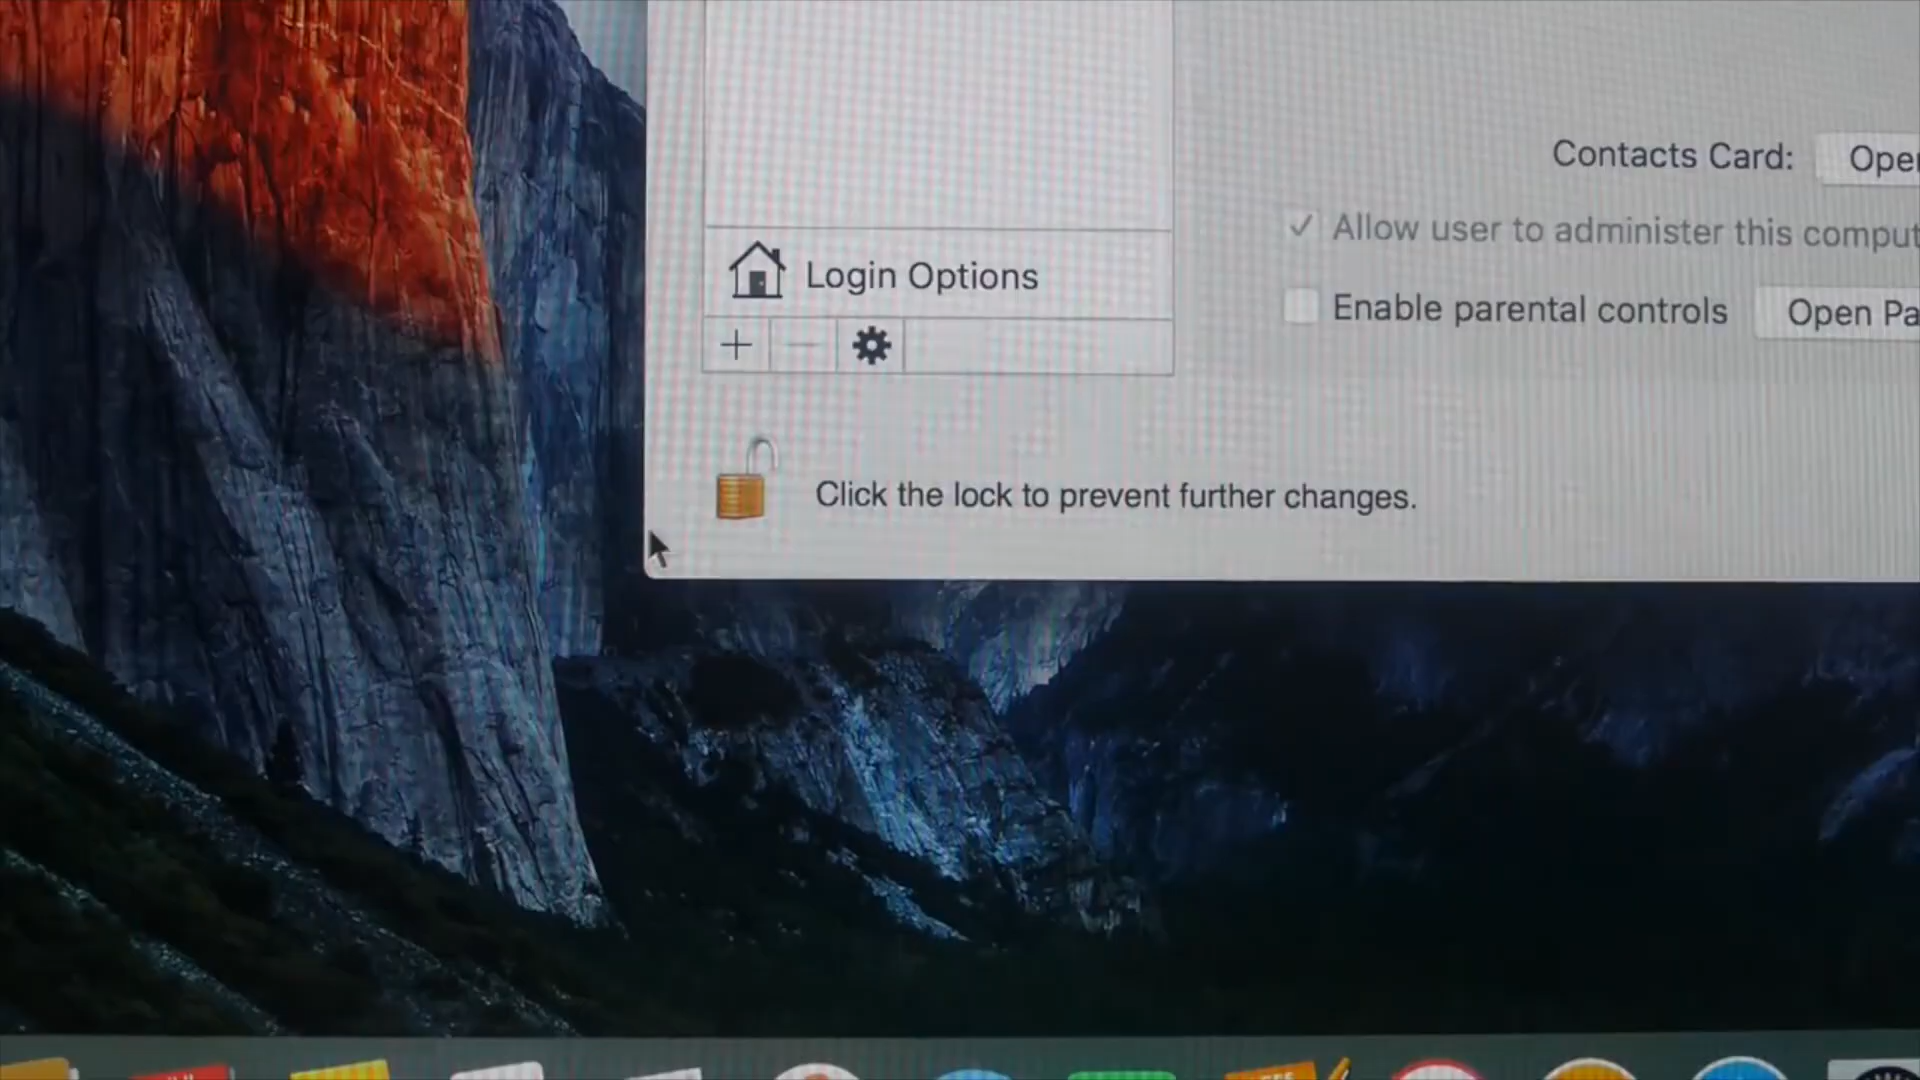 Contacts Card:
Allow user to administer this
Login Options
Enable parental controls
Open
Click the lock to prevent further changes.